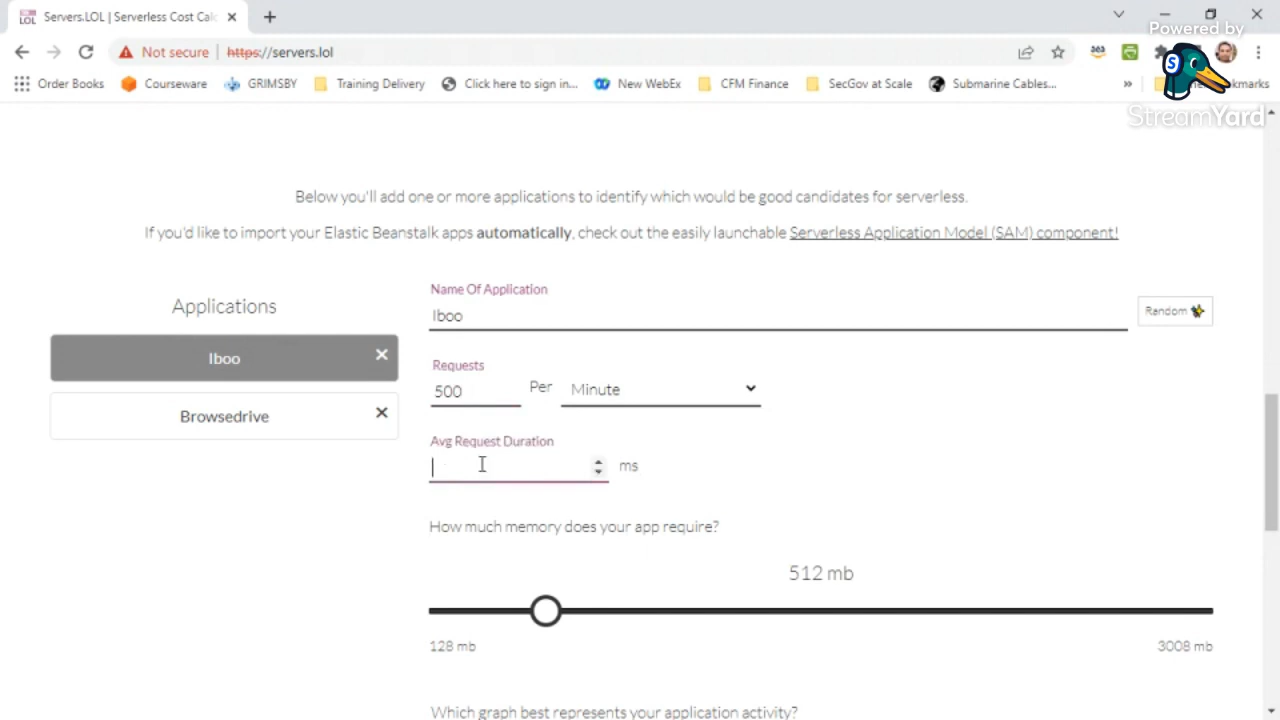 LOL
Servers.LOL | Serverless Cost Calc
Not secure
https://servers.lol
Powered by
StreamYard
Order Books
Courseware
GRIMSBY
Training Delivery
Click here to sign in...
New WebEx
CFM Finance
SecGov at Scale
Submarine Cables...
»
Below you'll add one or more applications to identify which would be good candidates for serverless.
If you'd like to import your Elastic Beanstalk apps automatically, check out the easily launchable Serverless Application Model (SAM) component!
Applications
Iboo
Browsedrive
Name Of Application
Iboo
Random
Requests
500 Per Minute
Avg Request Duration
ms
How much memory does your app require?
512 mb
128 mb
3008 mb
Which graph best represents your application activity?